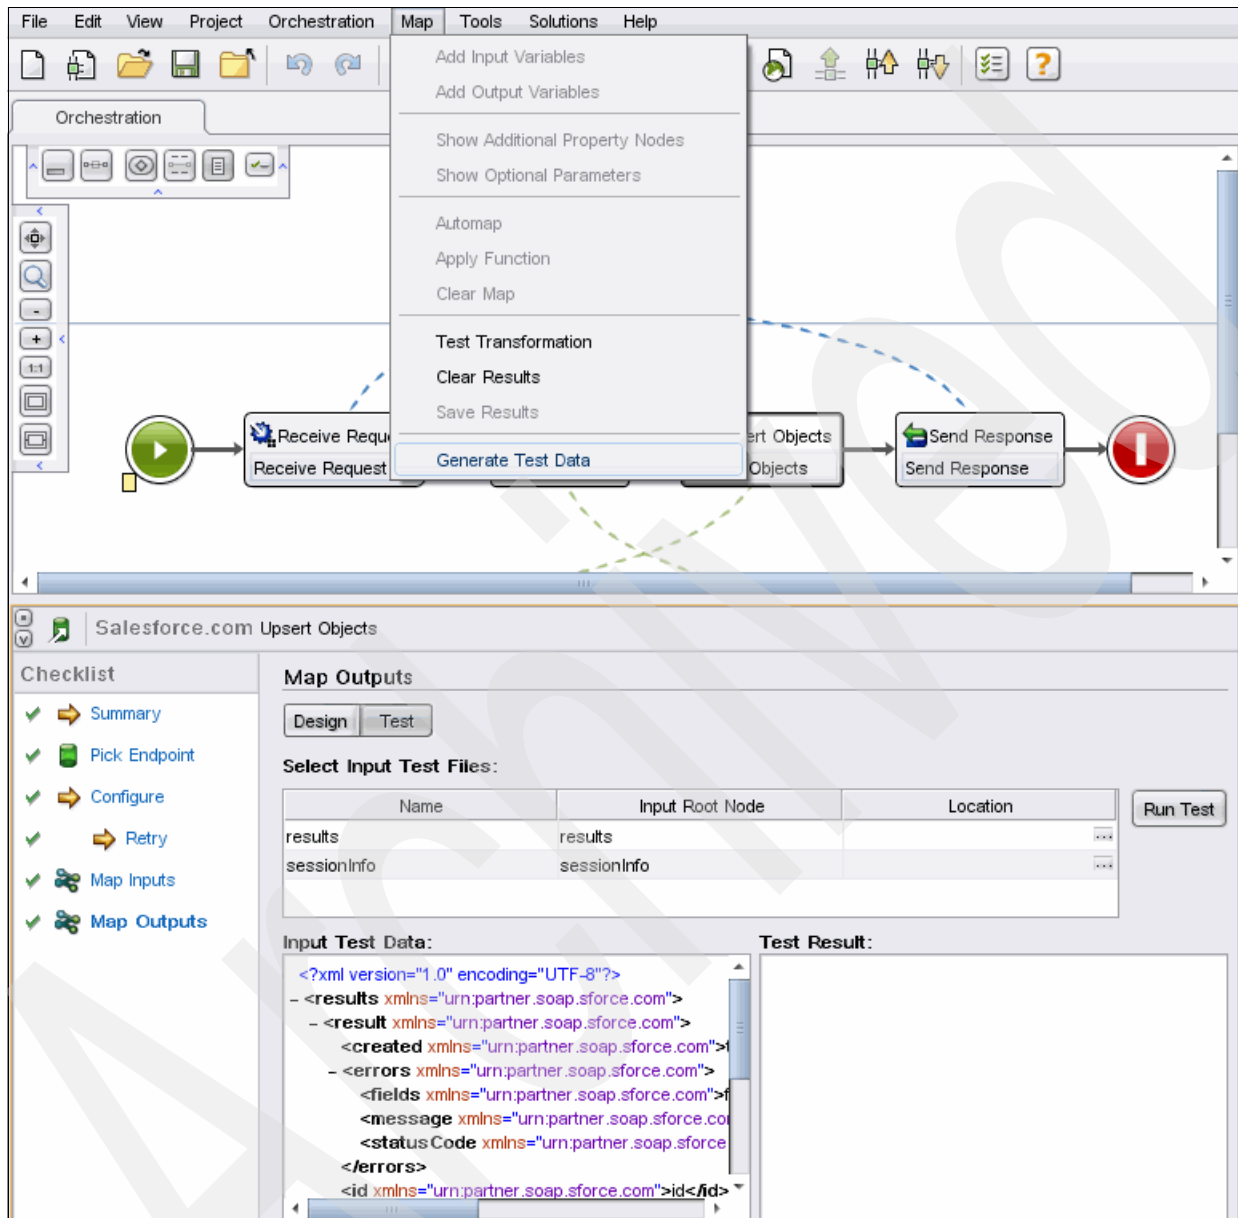 File Edit View Project Orchestration Map Tools Solutions Help
Add Input Variables
Add Output Variables
Show Additional Property Nodes
Show Optional Parameters
Automap
Apply Function
Clear Map
Test Transformation
Clear Results
Save Results
Generate Test Data
Orchestration
1:1
Receive Requ
Receive Request
ert Objects
Objects
Send Response
Send Response
Salesforce.com Upsert Objects
Checklist
Summary
Pick Endpoint
Configure
Retry
Map Inputs
Map Outputs
Map Outputs
Design Test
Select Input Test Files:
Name Input Root Node Location
results results ...
sessionInfo sessionInfo ...
Run Test
Input Test Data:
<?xml version="1.0" encoding="UTF-8"?>
– <results xmlns="urn:partner.soap.sforce.com">
– <result xmlns="urn:partner.soap.sforce.com">
<created xmlns="urn:partner.soap.sforce.com">
– <errors xmlns="urn:partner.soap.sforce.com">
<fields xmlns="urn:partner.soap.sforce.com">f
<message xmlns="urn:partner.soap.sforce.co
<statusCode xmlns="urn:partner.soap.sforce
</errors>
<id xmlns="urn:partner.soap.sforce.com">id</id>
Test Result:
Archived